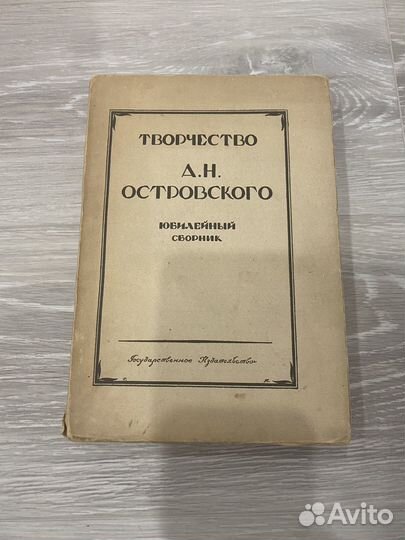 ТВОРЧЕСТВО
А.Н.
ОСТРОВСКОГО
ЮБИЛЕЙНЫЙ
СБОРНИК
Государственное Издательство
Avito